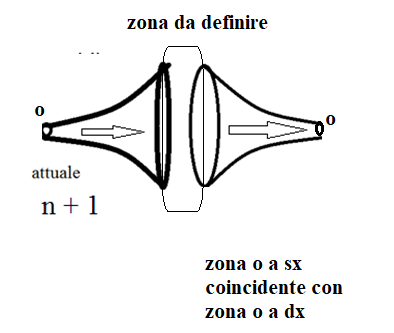 zona da definire
o
o
attuale
n + 1
zona o a sx
coincidente con
zona o a dx